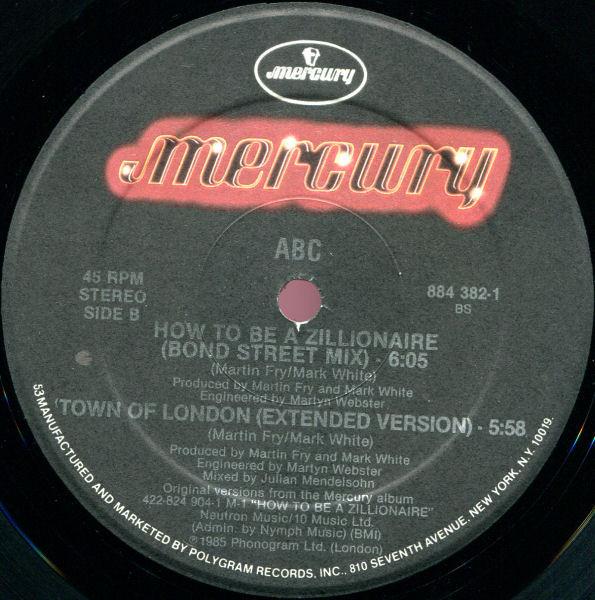 mercury
mercury
ABC
45 RPM
STEREO
SIDE B
884 382-1
BS
HOW TO BE A ZILLIONAIRE
(BOND STREET MIX) - 6:05
(Martin Fry/Mark White)
Produced by Martin Fry and Mark White
Engineered by Martyn Webster
'TOWN OF LONDON (EXTENDED VERSION) - 5:58
(Martin Fry/Mark White)
Produced by Martin Fry and Mark White
Engineered by Martyn Webster
Mixed by Julian Mendelsohn
Original versions from the Mercury album
422-824 904-1 M-1 "HOW TO BE A ZILLIONAIRE"
Neutron Music/10 Music Ltd.
(Admin: by Nymph Music) (BMI)
℗1985 Phonogram Ltd. (London)
53 MANUFACTURED AND MARKETED BY POLYGRAM RECORDS, INC., 810 SEVENTH AVENUE, NEW YORK, N.Y. 10019.